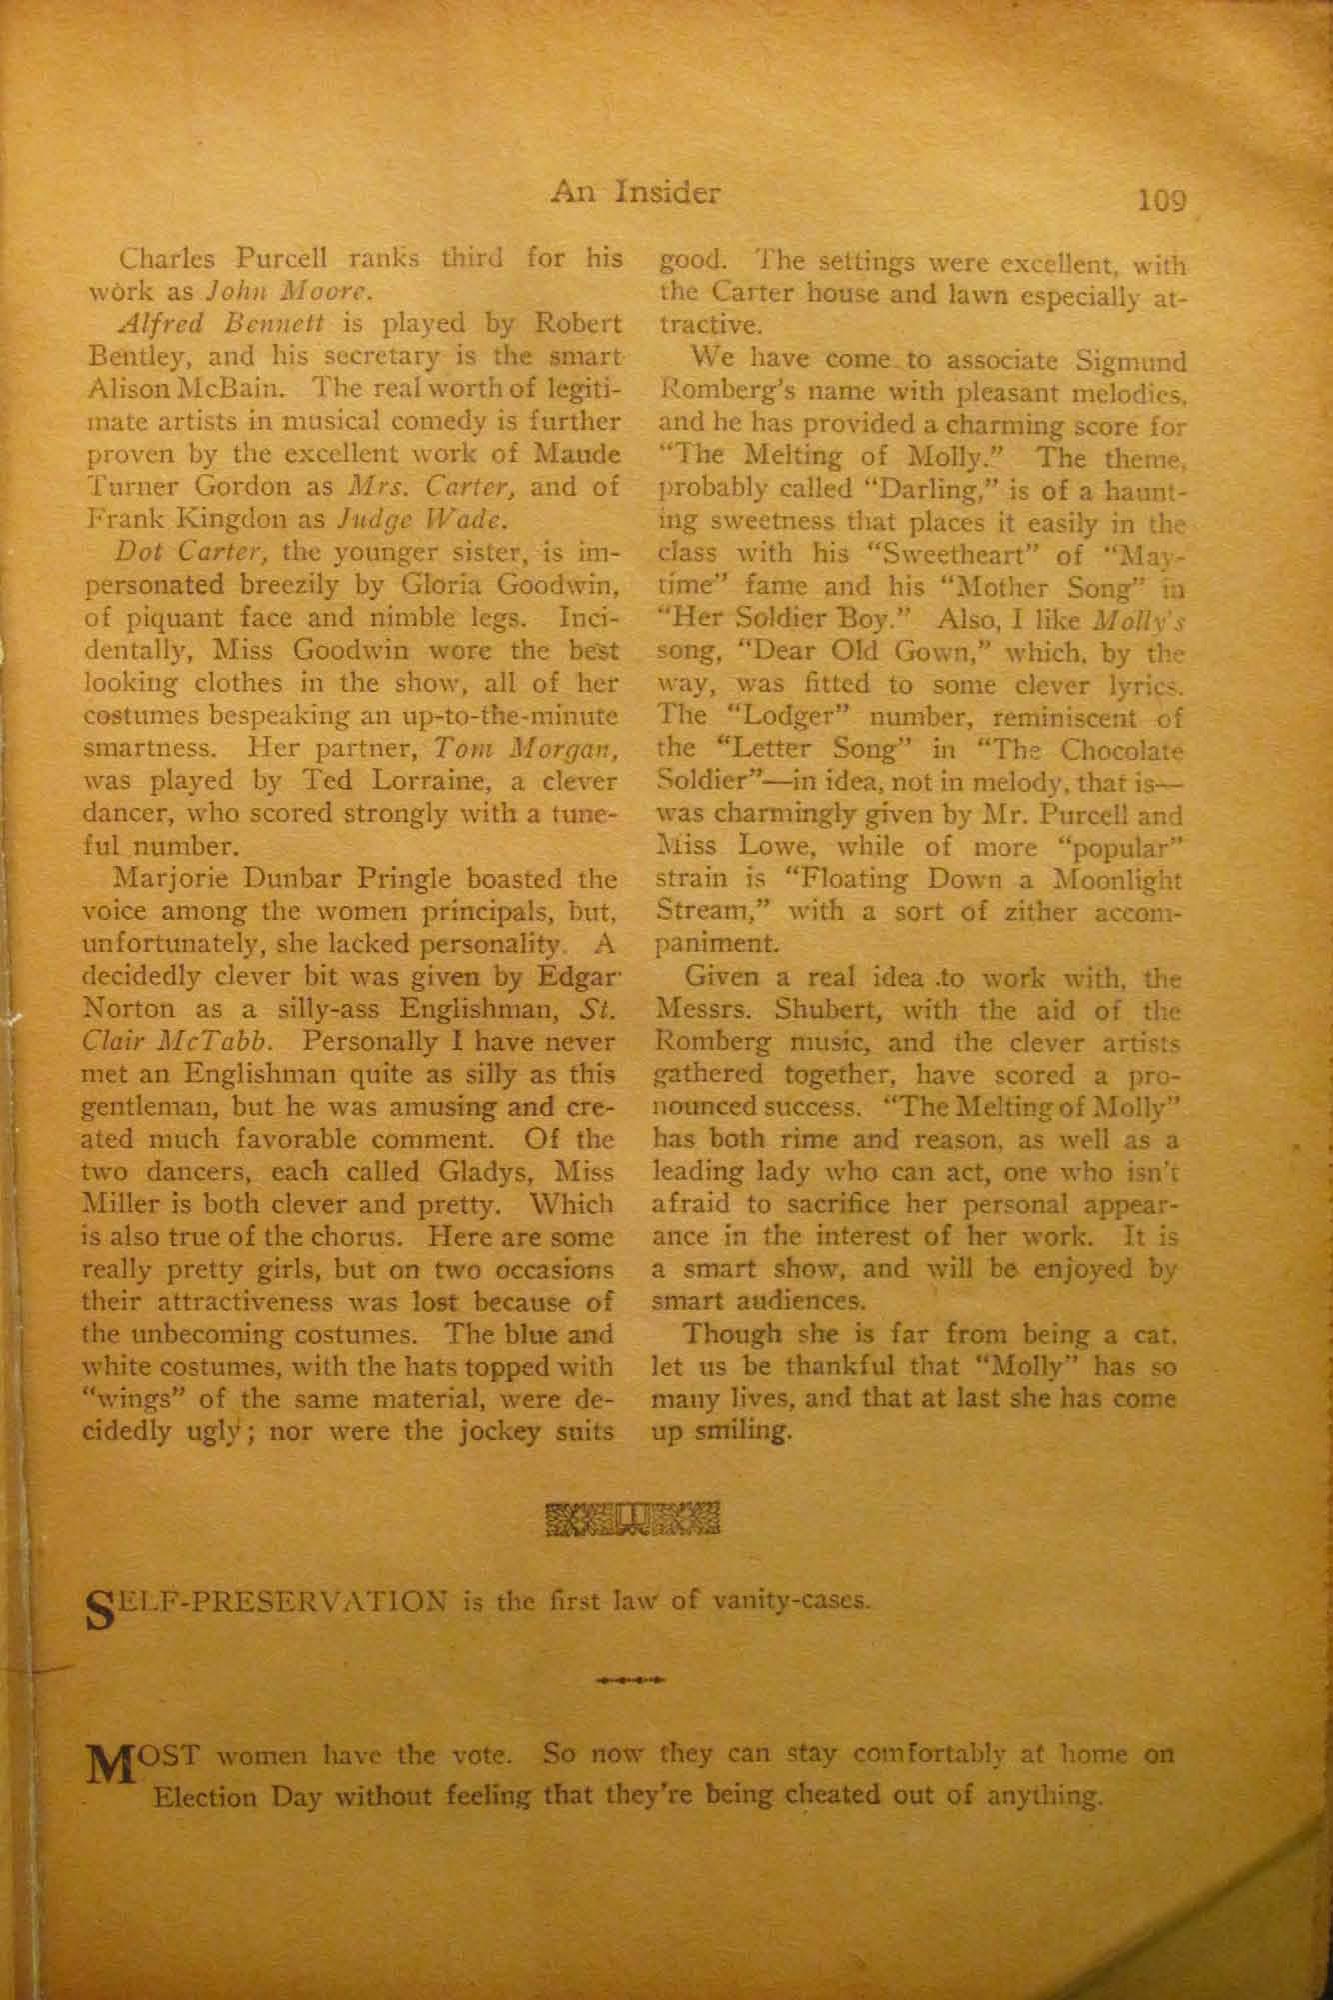 An Insider
109
Charles Purcell ranks third for his
work as John Moore.
Alfred Bennett is played by Robert
Bentley, and his secretary is the smart
Alison McBain. The real worth of legiti-
mate artists in musical comedy is further
proven by the excellent work of Maude
Turner Gordon as Mrs. Carter, and of
Frank Kingdon as Judge Wade.
Dot Carter, the younger sister, is im-
personated breezily by Gloria Goodwin,
of piquant face and nimble legs. Inci-
dentally, Miss Goodwin wore the best
looking clothes in the show, all of her
costumes bespeaking an up-to-the-minute
smartness. Her partner, Tom Morgan,
was played by Ted Lorraine, a clever
dancer, who scored strongly with a tune-
ful number.
Marjorie Dunbar Pringle boasted the
voice among the women principals, but,
unfortunately, she lacked personality. A
decidedly clever bit was given by Edgar
Norton as a silly-ass Englishman, St.
Clair McTabb. Personally I have never
met an Englishman quite as silly as this
gentleman, but he was amusing and cre-
ated much favorable comment. Of the
two dancers, each called Gladys, Miss
Miller is both clever and pretty. Which
is also true of the chorus. Here are some
really pretty girls, but on two occasions
their attractiveness was lost because of
the unbecoming costumes. The blue and
white costumes, with the hats topped with
“wings” of the same material, were de-
cidedly ugly; nor were the jockey suits
good. The settings were excellent, with
the Carter house and lawn especially at-
tractive.
We have come to associate Sigmund
Romberg's name with pleasant melodies,
and he has provided a charming score for
“The Melting of Molly.” The theme,
probably called “Darling,” is of a haunt-
ing sweetness that places it easily in the
class with his “Sweetheart” of “May-
time” fame and his “Mother Song” in
“Her Soldier Boy.” Also, I like Molly's
song, “Dear Old Gown,” which, by the
way, was fitted to some clever lyrics.
The “Lodger” number, reminiscent of
the “Letter Song” in “The Chocolate
Soldier”—in idea, not in melody, that is—
was charmingly given by Mr. Purcell and
Miss Lowe, while of more “popular”
strain is “Floating Down a Moonlight
Stream,” with a sort of zither accom-
paniment.
Given a real idea .to work with, the
Messrs. Shubert, with the aid of the
Romberg music, and the clever artists
gathered together, have scored a pro-
nounced success. “The Melting of Molly”
has both rime and reason, as well as a
leading lady who can act, one who isn't
afraid to sacrifice her personal appear-
ance in the interest of her work. It is
a smart show, and will be enjoyed by
smart audiences.
Though she is far from being a cat,
let us be thankful that “Molly” has so
many lives, and that at last she has come
up smiling.
SELF-PRESERVATION is the first law of vanity-cases.
MOST women have the vote. So now they can stay comfortably at home on
Election Day without feeling that they're being cheated out of anything.